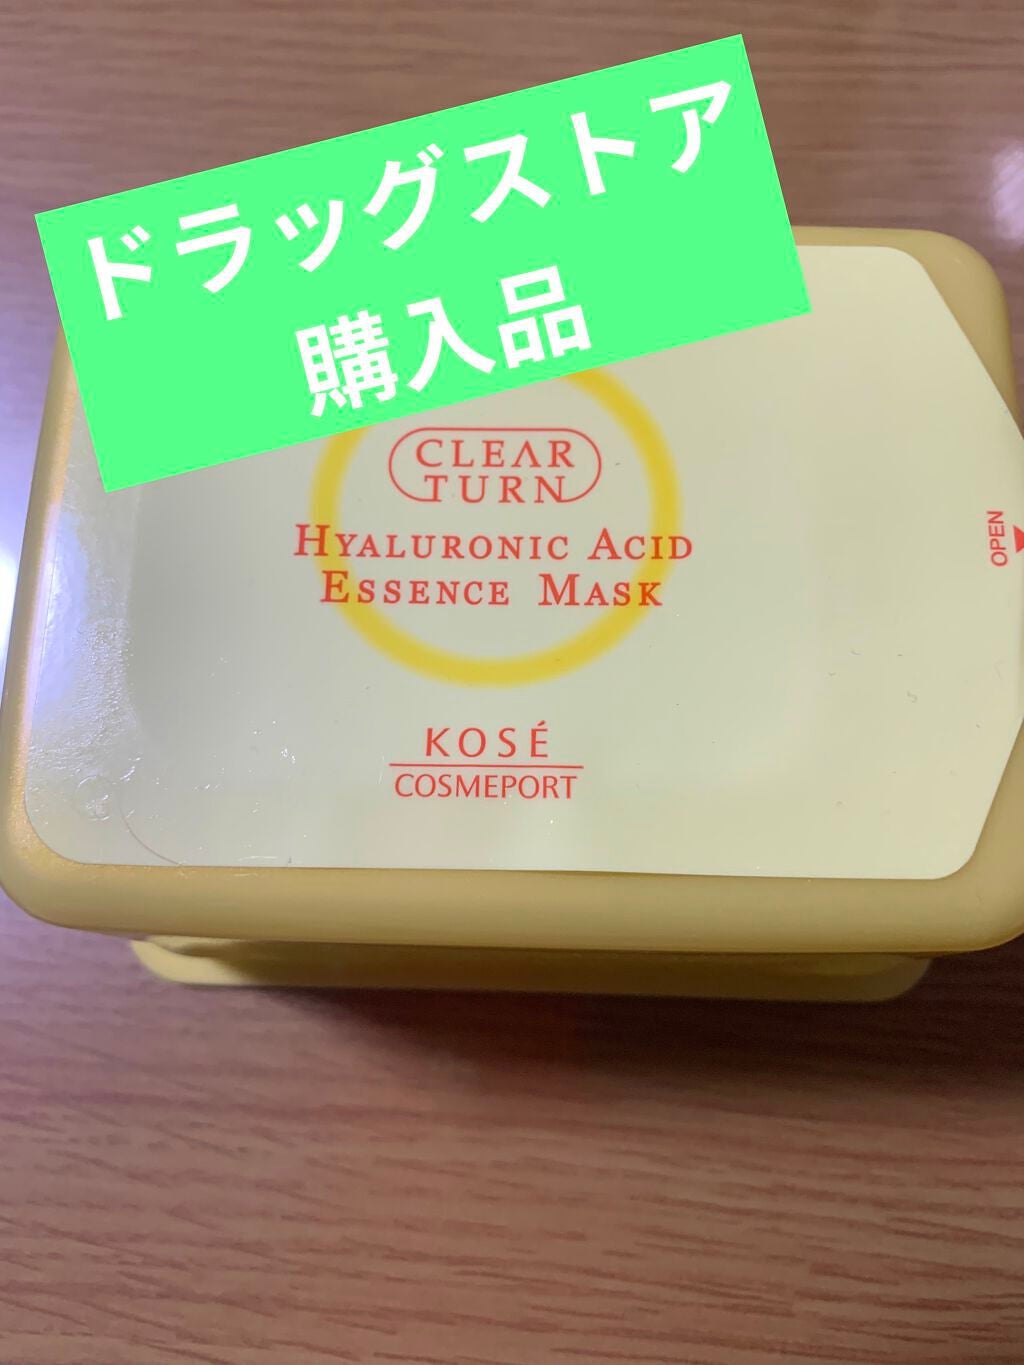 ドラッグストア
購入品
CLEAR
TURN
HYALURONIC ACID
ESSENCE MASK
OPEN
KOSÉ
COSMEPORT